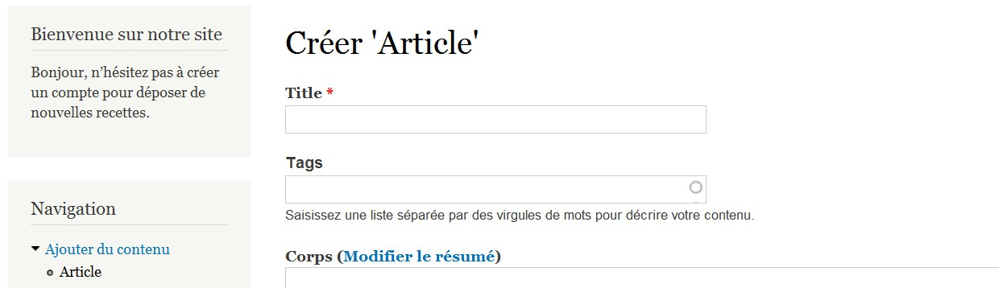 Bienvenue sur notre site
Bonjour, n’hésitez pas à créer
un compte pour déposer de
nouvelles recettes.
Navigation
Ajouter du contenu
Article
Créer 'Article'
Title *
Tags
Saisissez une liste séparée par des virgules de mots pour décrire votre contenu.
Corps (Modifier le résumé)